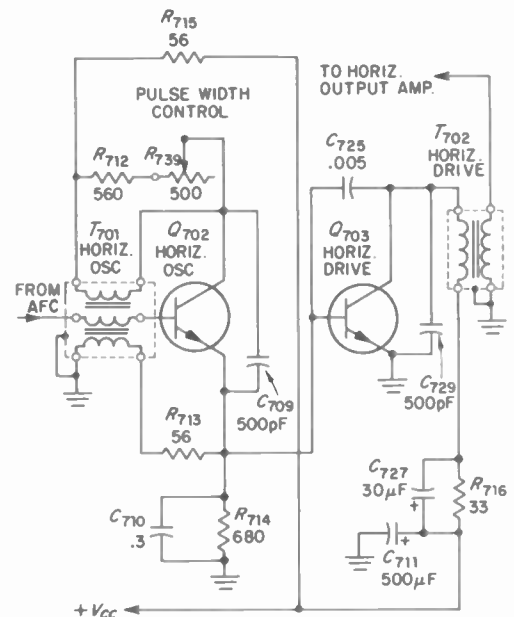 R715
56
PULSE WIDTH
CONTROL
TO HORIZ.
OUTPUT AMP.
C725
.005
T702
HORIZ.
DRIVE
R712
560
R739
500
T701
HORIZ.
OSC
Q702
HORIZ.
OSC
Q703
HORIZ.
DRIVE
FROM
AFC
C709
500pF
C729
500pF
R713
56
C710
.3
R714
680
C727
30µF
+
R716
33
+
C711
500µF
+ VCC